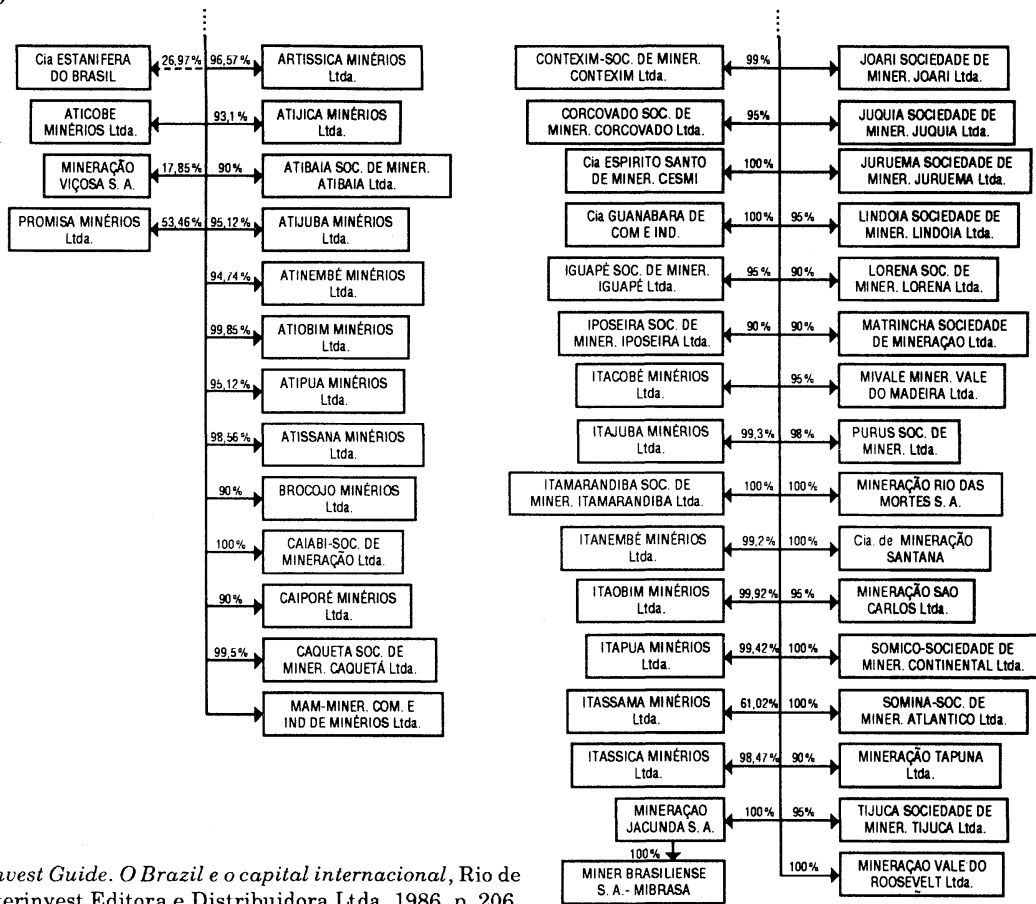 Cia ESTANIFERA
DO BRASIL
26,97%
96,57%
ARTISSICA MINÉRIOS
Ltda.
ATICOBE
MINÉRIOS Ltda.
93,1%
ATIJICA MINÉRIOS
Ltda.
MINERAÇÃO
VIÇOSA S. A.
17,85%
90%
ATIBAIA SOC. DE MINER.
ATIBAIA Ltda.
PROMISA MINÉRIOS
Ltda.
53,46%
95,12%
ATIJUBA MINÉRIOS
Ltda.
94,74%
ATINEMBÉ MINÉRIOS
Ltda.
99,85%
ATIOBIM MINÉRIOS
Ltda.
95,12%
ATIPUA MINÉRIOS
Ltda.
98,56%
ATISSANA MINÉRIOS
Ltda.
90%
BROCOJO MINÉRIOS
Ltda.
100%
CAIABI-SOC. DE
MINERAÇÃO Ltda.
90%
CAIPORÉ MINÉRIOS
Ltda.
99,5%
CAQUETA SOC. DE
MINER. CAQUETÁ Ltda.
MAM-MINER. COM. E
IND DE MINÉRIOS Ltda.
CONTEXIM-SOC. DE MINER.
CONTEXIM Ltda.
99%
JOARI SOCIEDADE DE
MINER. JOARI Ltda.
CORCOVADO SOC. DE
MINER. CORCOVADO Ltda.
95%
JUQUIA SOCIEDADE DE
MINER. JUQUIA Ltda.
Cia ESPIRITO SANTO
DE MINER. CESMI
100%
JURUEMA SOCIEDADE DE
MINER. JURUEMA Ltda.
Cia GUANABARA DE
COM E IND.
100%
95%
LINDOIA SOCIEDADE DE
MINER. LINDOIA Ltda.
IGUAPÉ SOC. DE MINER.
IGUAPÉ Ltda.
95%
90%
LORENA SOC. DE
MINER. LORENA Ltda.
IPOSEIRA SOC. DE
MINER. IPOSEIRA Ltda.
90%
90%
MATRINCHA SOCIEDADE
DE MINERAÇAO Ltda.
ITACOBÉ MINÉRIOS
Ltda.
95%
MIVALE MINER. VALE
DO MADEIRA Ltda.
ITAJUBA MINÉRIOS
Ltda.
99,3%
98%
PURUS SOC. DE
MINER. Ltda.
ITAMARANDIBA SOC. DE
MINER. ITAMARANDIBA Ltda.
100%
100%
MINERAÇÃO RIO DAS
MORTES S. A.
ITANEMBÉ MINÉRIOS
Ltda.
99,2%
100%
Cia. de MINERAÇÃO
SANTANA
ITAOBIM MINÉRIOS
Ltda.
99,92%
95%
MINERAÇÃO SAO
CARLOS Ltda.
ITAPUA MINÉRIOS
Ltda.
99,42%
100%
SOMICO-SOCIEDADE DE
MINER. CONTINENTAL Ltda.
ITASSAMA MINÉRIOS
Ltda.
61,02%
100%
SOMINA-SOC. DE
MINER. ATLANTICO Ltda.
ITASSICA MINÉRIOS
Ltda.
98,47%
90%
MINERAÇÃO TAPUNA
Ltda.
MINERAÇAO
JACUNDA S. A.
100%
95%
TIJUCA SOCIEDADE DE
MINER. TIJUCA Ltda.
100%
MINER BRASILIENSE
S. A.- MIBRASA
100%
MINERAÇAO VALE DO
ROOSEVELT Ltda.
nvest Guide. O Brazil e o capital internacional, Rio de
terinvest Editora e Distribuidora Ltda, 1986, p. 206.